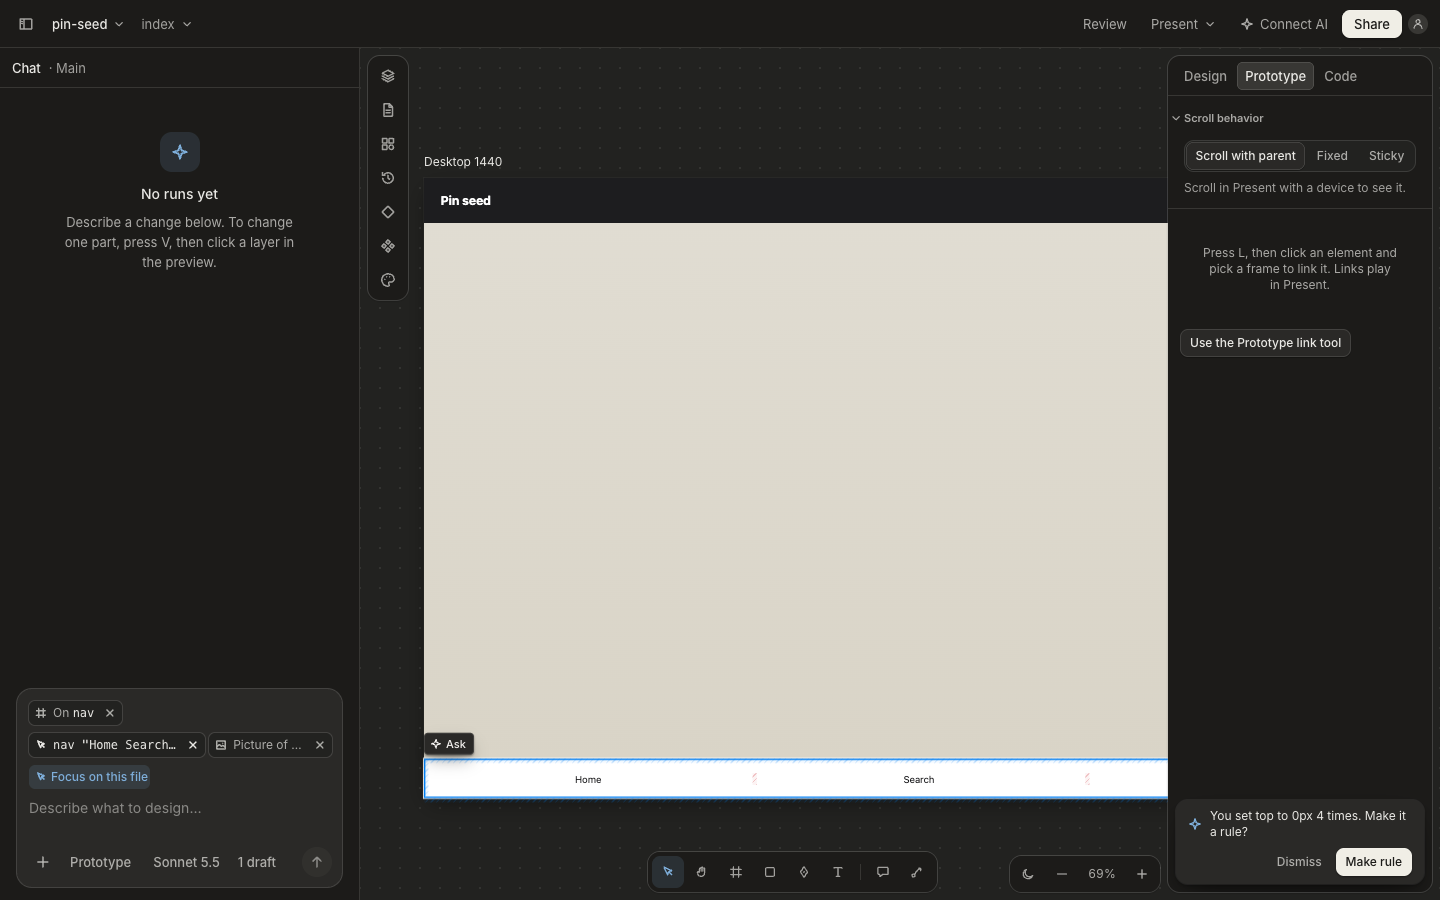 pin-seed
index
Review
Present
Connect AI
Share
Chat · Main
No runs yet
Describe a change below. To change
one part, press V, then click a layer in
the preview.
On nav
nav "Home Search…
Picture of …
Focus on this file
Describe what to design…
Prototype
Sonnet 5.5
1 draft
Desktop 1440
Pin seed
Ask
Home
Search
69%
Design
Prototype
Code
Scroll behavior
Scroll with parent
Fixed
Sticky
Scroll in Present with a device to see it.
Press L, then click an element and
pick a frame to link it. Links play
in Present.
Use the Prototype link tool
You set top to 0px 4 times. Make it
a rule?
Dismiss
Make rule